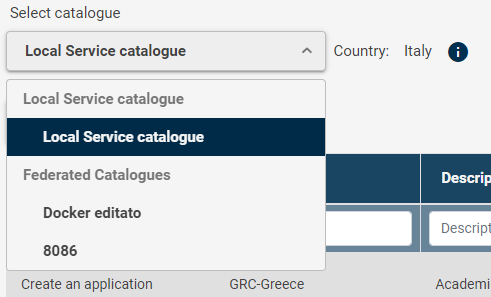 Select catalogue
Local Service catalogue
Country: Italy i
Local Service catalogue
Local Service catalogue
Federated Catalogues
Descrip
Docker editato
Descript
8086
Create an application GRC-Greece Academi